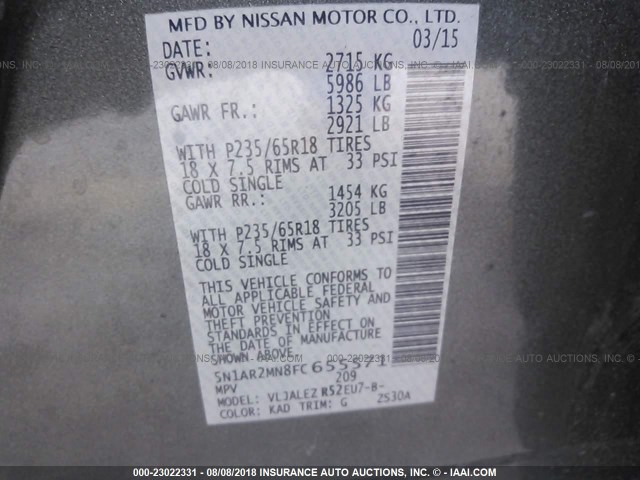 MFD BY NISSAN MOTOR CO., LTD.
DATE: 03/15
GVWR: 2715 KG
5986 LB
GAWR FR.: 1325 KG
2921 LB
WITH P235/65R18 TIRES
18 X 7.5 RIMS AT 33 PSI
COLD SINGLE
GAWR RR.: 1454 KG
3205 LB
WITH P235/65R18 TIRES
18 X 7.5 RIMS AT 33 PSI
COLD SINGLE
THIS VEHICLE CONFORMS TO
ALL APPLICABLE FEDERAL
MOTOR VEHICLE SAFETY AND
THEFT PREVENTION
STANDARDS IN EFFECT ON
THE DATE OF MANUFACTURE
SHOWN ABOVE.
5N1AR2MN8FC655371
MPV 209
MODEL: VLJALEZ R52EU7-B-
COLOR: KAD TRIM: G ZS30A
000-23022331 - 08/08/2018 INSURANCE AUTO AUCTIONS - © - IAAI.COM